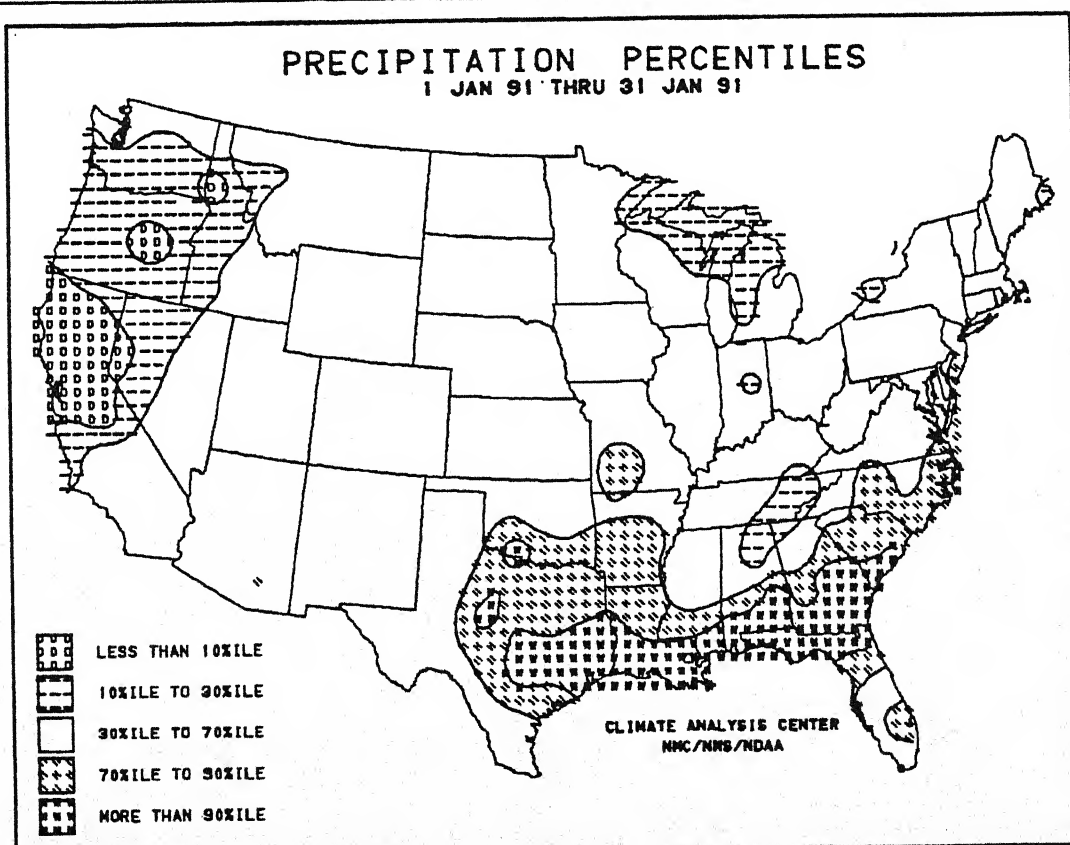 PRECIPITATION PERCENTILES
1 JAN 91 THRU 31 JAN 91
LESS THAN 10%ILE
10%ILE TO 30%ILE
30%ILE TO 70%ILE
70%ILE TO 90%ILE
MORE THAN 90%ILE
CLIMATE ANALYSIS CENTER
NMC/NWS/NOAA